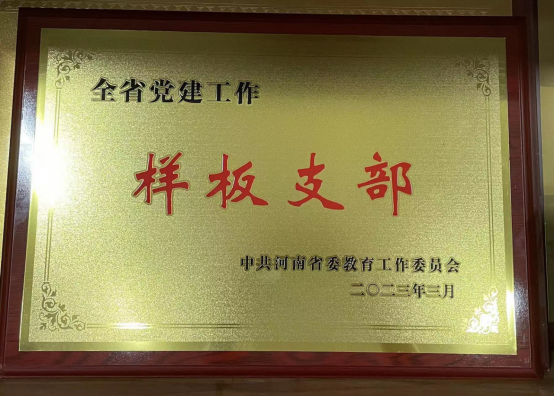 全省党建工作
样板支部
中共河南省委教育工作委员会
二〇二三年三月